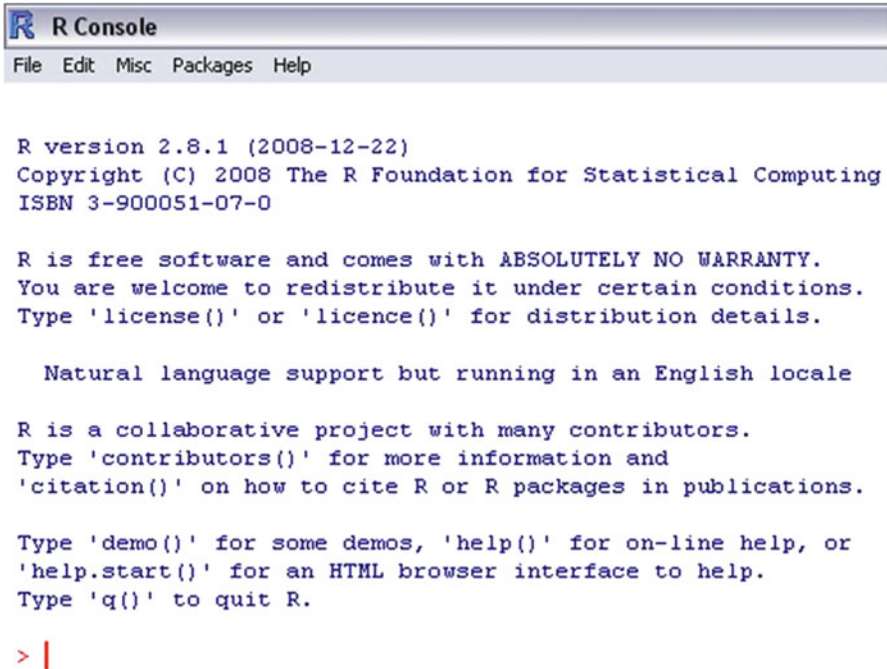 R Console
File Edit Misc Packages Help
R version 2.8.1 (2008-12-22)
Copyright (C) 2008 The R Foundation for Statistical Computing
ISBN 3-900051-07-0
R is free software and comes with ABSOLUTELY NO WARRANTY.
You are welcome to redistribute it under certain conditions.
Type 'license()' or 'licence()' for distribution details.
Natural language support but running in an English locale
R is a collaborative project with many contributors.
Type 'contributors()' for more information and
'citation()' on how to cite R or R packages in publications.
Type 'demo()' for some demos, 'help()' for on-line help, or
'help.start()' for an HTML browser interface to help.
Type 'q()' to quit R.
>